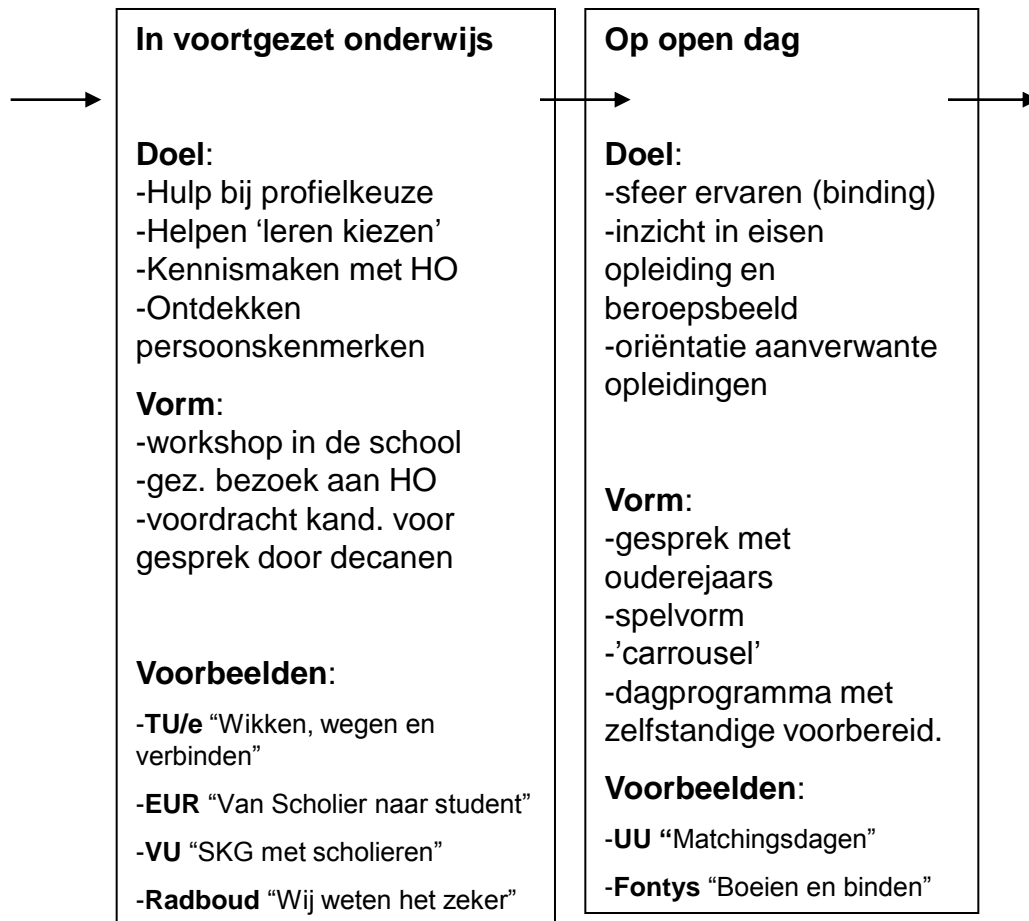 In voortgezet onderwijs
Doel:
-Hulp bij profielkeuze
-Helpen ‘leren kiezen’
-Kennismaken met HO
-Ontdekken
persoonskenmerken
Vorm:
-workshop in de school
-gez. bezoek aan HO
-voordracht kand. voor
gesprek door decanen
Voorbeelden:
-TU/e “Wikken, wegen en
verbinden”
-EUR “Van Scholier naar student”
-VU “SKG met scholieren”
-Radboud “Wij weten het zeker”
Op open dag
Doel:
-sfeer ervaren (binding)
-inzicht in eisen
opleiding en
beroepsbeeld
-oriëntatie aanverwante
opleidingen
Vorm:
-gesprek met
ouderejaars
-spelvorm
-’carrousel’
-dagprogramma met
zelfstandige voorbereid.
Voorbeelden:
-UU “Matchingsdagen”
-Fontys “Boeien en binden”